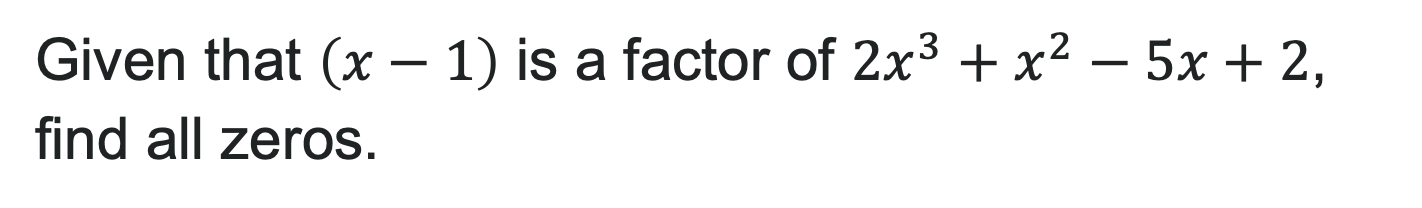 Given that (𝑥 − 1) is a factor of 2𝑥³ + 𝑥² − 5𝑥 + 2,
find all zeros.